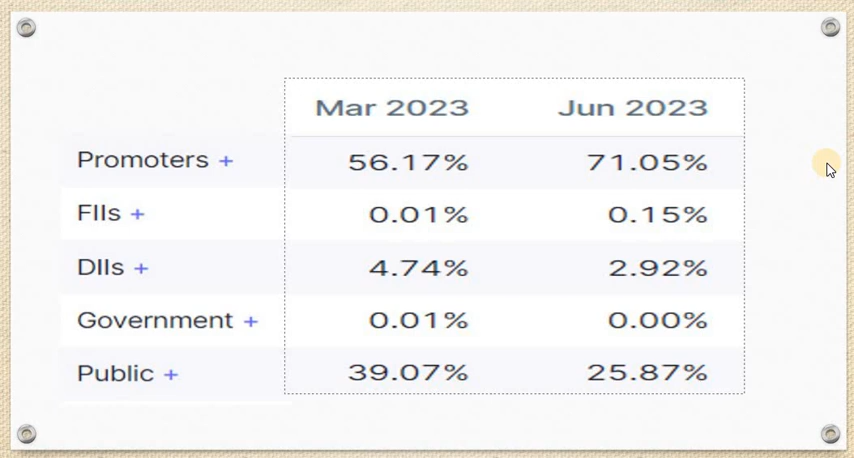 Mar 2023 Jun 2023
Promoters + 56.17% 71.05%
FIIs + 0.01% 0.15%
DIIs + 4.74% 2.92%
Government + 0.01% 0.00%
Public + 39.07% 25.87%